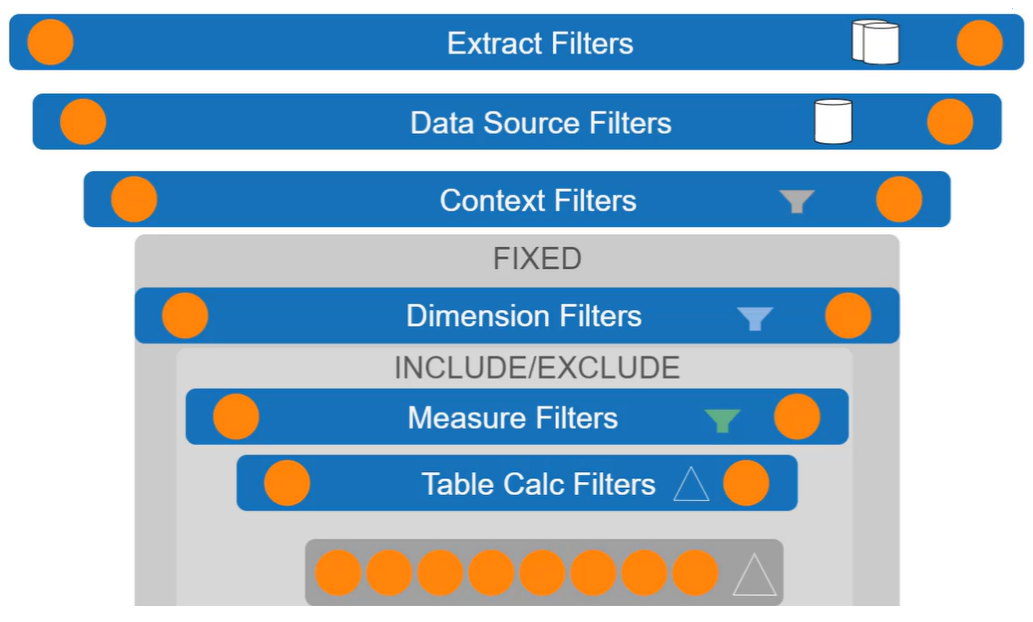 Extract Filters
Data Source Filters
Context Filters
FIXED
Dimension Filters
INCLUDE/EXCLUDE
Measure Filters
Table Calc Filters